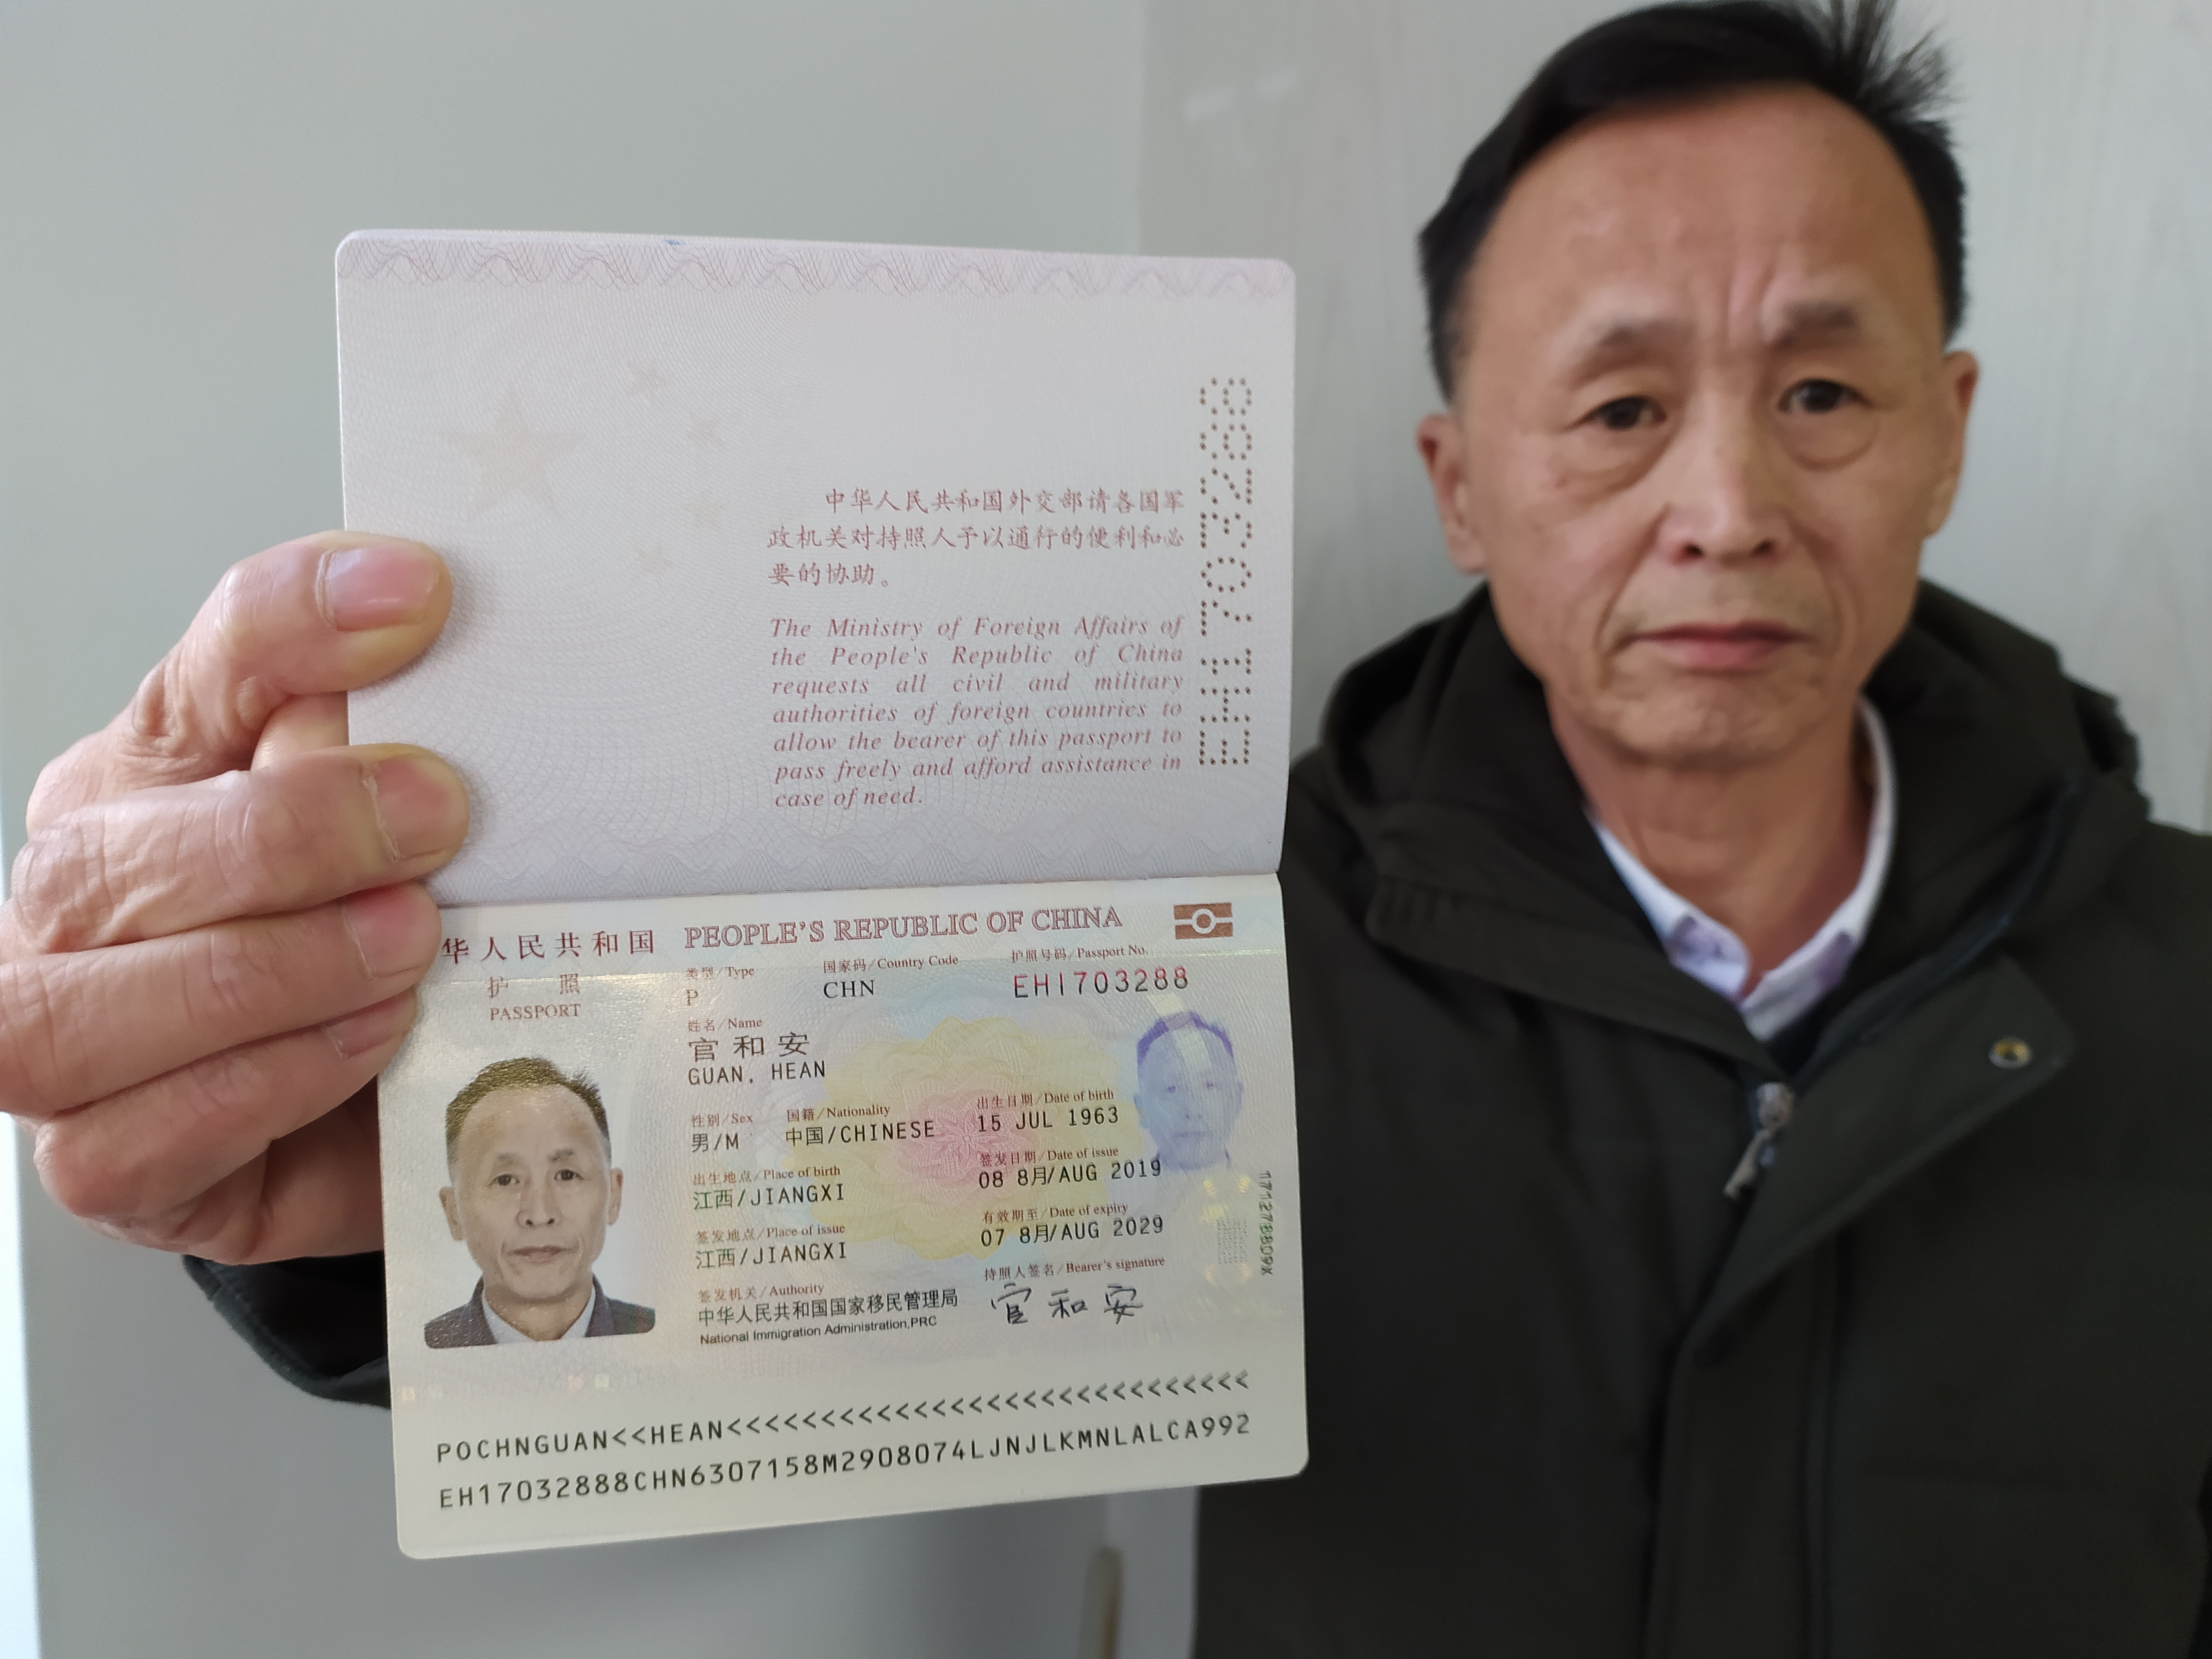 中华人民共和国外交部请各国军
政机关对持照人予以通行的便利和必
要的协助。
The Ministry of Foreign Affairs of
the People's Republic of China
requests all civil and military
authorities of foreign countries to
allow the bearer of this passport to
pass freely and afford assistance in
case of need.
EH1703288
华人民共和国 PEOPLE'S REPUBLIC OF CHINA
护照
PASSPORT
类型/Type 国家码/Country Code 护照号码/Passport No.
P CHN EH1703288
姓名/Name
官和安
GUAN, HEAN
性别/Sex 国籍/Nationality 出生日期/Date of birth
男/M 中国/CHINESE 15 JUL 1963
出生地点/Place of birth 签发日期/Date of issue
江西/JIANGXI 08 8月/AUG 2019
签发地点/Place of issue 有效期至/Date of expiry
江西/JIANGXI 07 8月/AUG 2029
签发机关/Authority 持照人签名/Bearer's signature
中华人民共和国国家移民管理局 官和安
National Immigration Administration,PRC
POCHNGUAN<<HEAN<<<<<<<<<<<<<<<<<<<<<<<<<<<<<
EH17032888CHN6307158M2908074LJNJLKMNLALCA992